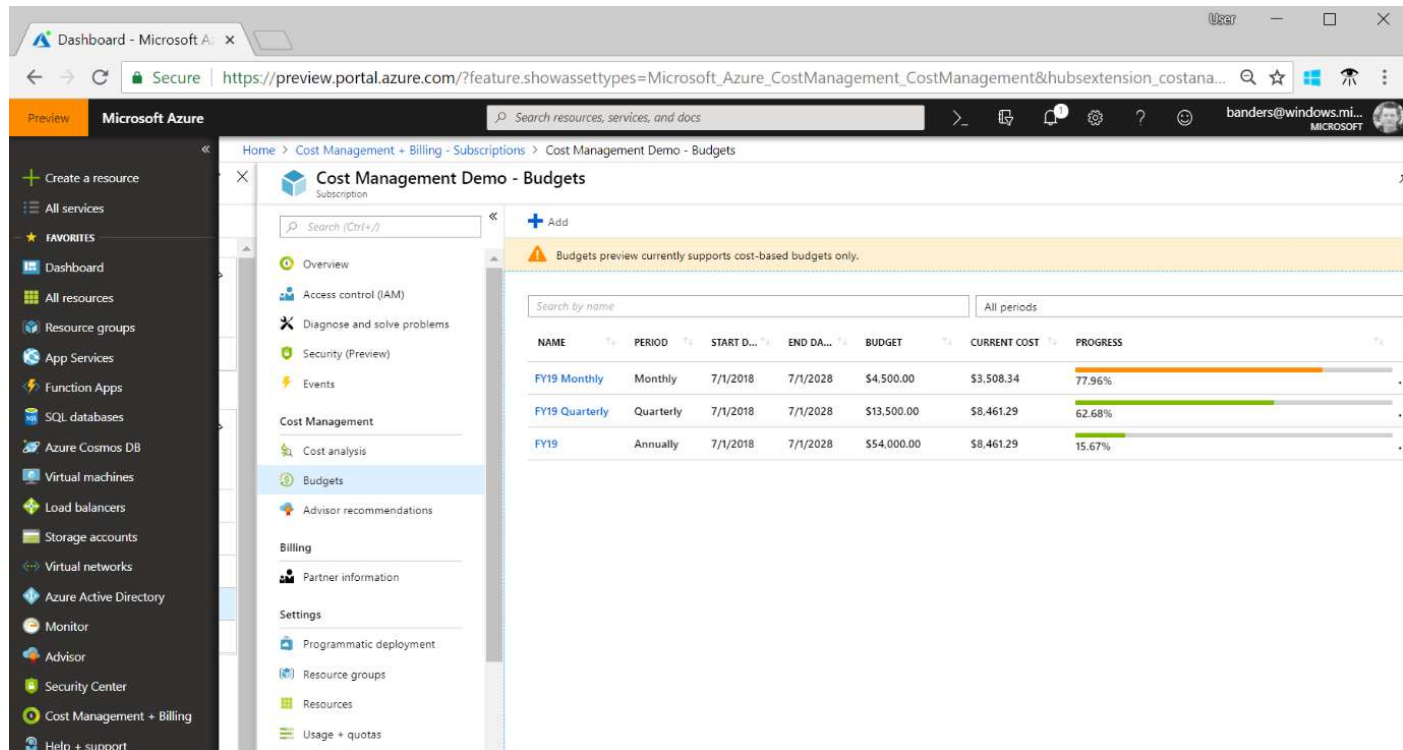 User
Dashboard - Microsoft A
Secure https://preview.portal.azure.com/?feature.showassettypes=Microsoft_Azure_CostManagement_CostManagement&hubsextension_costana...
Preview Microsoft Azure Search resources, services, and docs 1 ? banders@windows.mi...
MICROSOFT
Home > Cost Management + Billing - Subscriptions > Cost Management Demo - Budgets
Create a resource
All services
FAVORITES
Dashboard
All resources
Resource groups
App Services
Function Apps
SQL databases
Azure Cosmos DB
Virtual machines
Load balancers
Storage accounts
Virtual networks
Azure Active Directory
Monitor
Advisor
Security Center
Cost Management + Billing
Help + support
Cost Management Demo - Budgets
Subscription
Search (Ctrl+/)
Overview
Access control (IAM)
Diagnose and solve problems
Security (Preview)
Events
Cost Management
Cost analysis
Budgets
Advisor recommendations
Billing
Partner information
Settings
Programmatic deployment
Resource groups
Resources
Usage + quotas
Add
Budgets preview currently supports cost-based budgets only.
Search by name All periods
NAME PERIOD START D... END DA... BUDGET CURRENT COST PROGRESS
FY19 Monthly Monthly 7/1/2018 7/1/2028 $4,500.00 $3,508.34 77.96%
FY19 Quarterly Quarterly 7/1/2018 7/1/2028 $13,500.00 $8,461.29 62.68%
FY19 Annually 7/1/2018 7/1/2028 $54,000.00 $8,461.29 15.67%